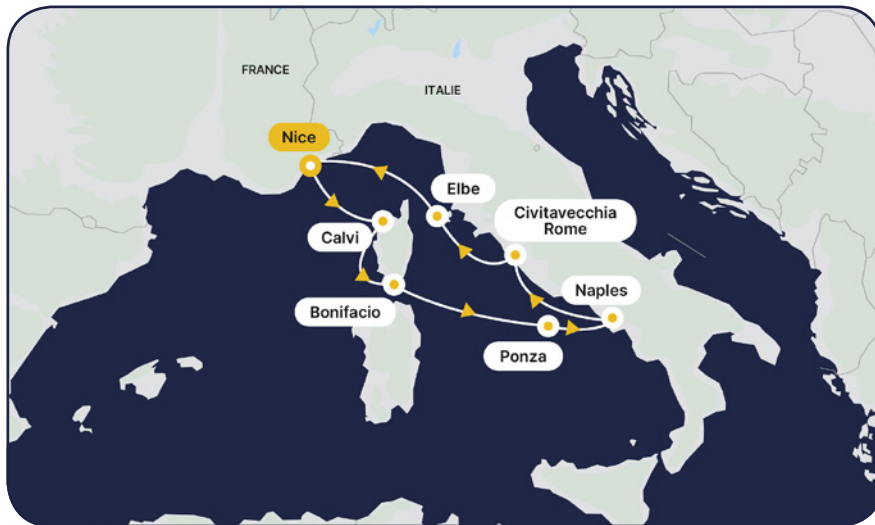 FRANCE
ITALIE
Nice
Elbe
Civitavecchia
Rome
Calvi
Naples
Bonifacio
Ponza